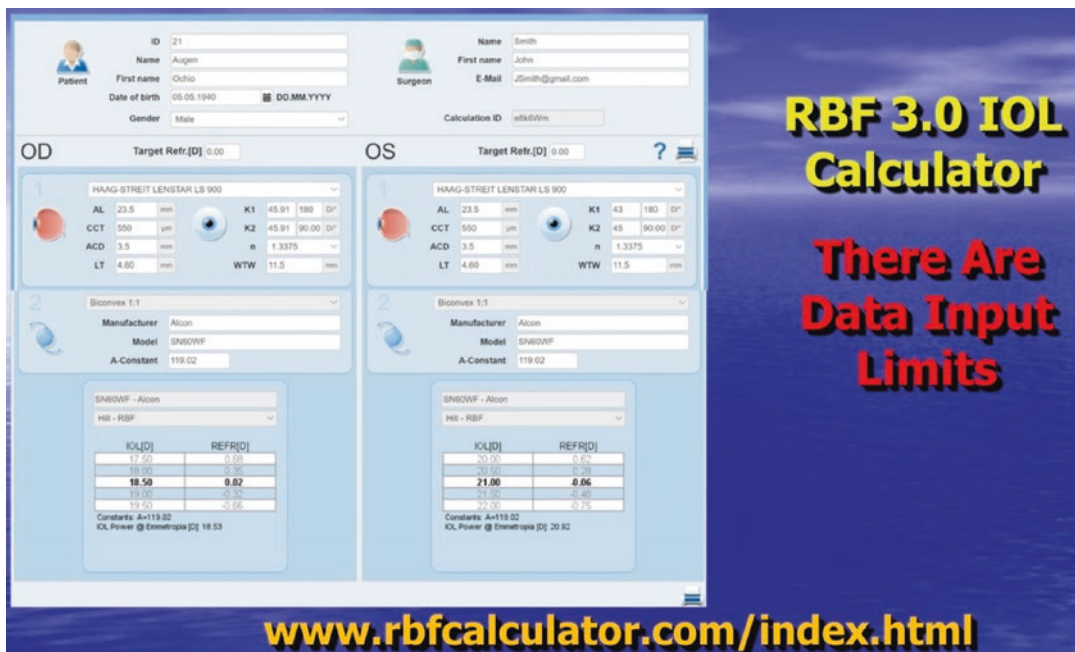 ID 21
Name Augen
Patient First name Ochio
Date of birth 05.05.1940 DD.MM.YYYY
Gender Male
Name Smith
Surgeon First name John
E-Mail JSmith@gmail.com
Calculation ID
OD Target Refr.[D] 0.00
1
HAAG-STREIT LENSTAR LS 900
AL 23.5 mm K1 45.91 180 D/°
CCT 550 µm K2 45.91 90.00 D/°
ACD 3.5 mm n 1.3375
LT 4.60 mm WTW 11.5 mm
2
Biconvex 1:1
Manufacturer Alcon
Model SN60WF
A-Constant 119.02
SN60WF - Alcon
Hill - RBF
IOL[D] REFR[D]
17.50 0.68
18.00 0.35
18.50 0.02
19.00 -0.32
19.50 -0.66
Constants: A=119.02
IOL Power @ Emmetropia [D]: 18.53
OS Target Refr.[D] 0.00 ?
1
HAAG-STREIT LENSTAR LS 900
AL 23.5 mm K1 43 180 D/°
CCT 550 µm K2 45 90.00 D/°
ACD 3.5 mm n 1.3375
LT 4.60 mm WTW 11.5 mm
2
Biconvex 1:1
Manufacturer Alcon
Model SN60WF
A-Constant 119.02
SN60WF - Alcon
Hill - RBF
IOL[D] REFR[D]
20.00 0.62
20.50 0.28
21.00 -0.06
21.50 -0.40
22.00 -0.75
Constants: A=119.02
IOL Power @ Emmetropia [D]: 20.92
RBF 3.0 IOL
Calculator
There Are
Data Input
Limits
www.rbfcalculator.com/index.html